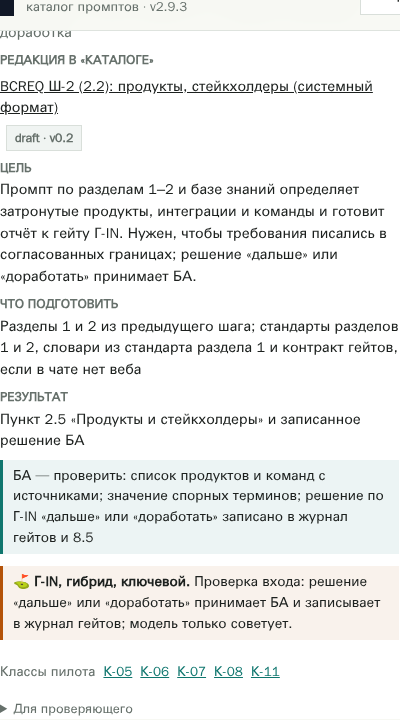 каталог промптов · v2.9.3
доработка
РЕДАКЦИЯ В «КАТАЛОГЕ»
BCREQ Ш-2 (2.2): продукты, стейкхолдеры (системный
формат)
draft · v0.2
ЦЕЛЬ
Промпт по разделам 1–2 и базе знаний определяет
затронутые продукты, интеграции и команды и готовит
отчёт к гейту Г-IN. Нужен, чтобы требования писались в
согласованных границах; решение «дальше» или
«доработать» принимает БА.
ЧТО ПОДГОТОВИТЬ
Разделы 1 и 2 из предыдущего шага; стандарты разделов
1 и 2, словари из стандарта раздела 1 и контракт гейтов,
если в чате нет веба
РЕЗУЛЬТАТ
Пункт 2.5 «Продукты и стейкхолдеры» и записанное
решение БА
БА — проверить: список продуктов и команд с
источниками; значение спорных терминов; решение по
Г-IN «дальше» или «доработать» записано в журнал
гейтов и 8.5
⛳ Г-IN, гибрид, ключевой. Проверка входа: решение
«дальше» или «доработать» принимает БА и записывает
в журнал гейтов; модель только советует.
Классы пилота K-05 K-06 K-07 K-08 K-11
▶ Для проверяющего